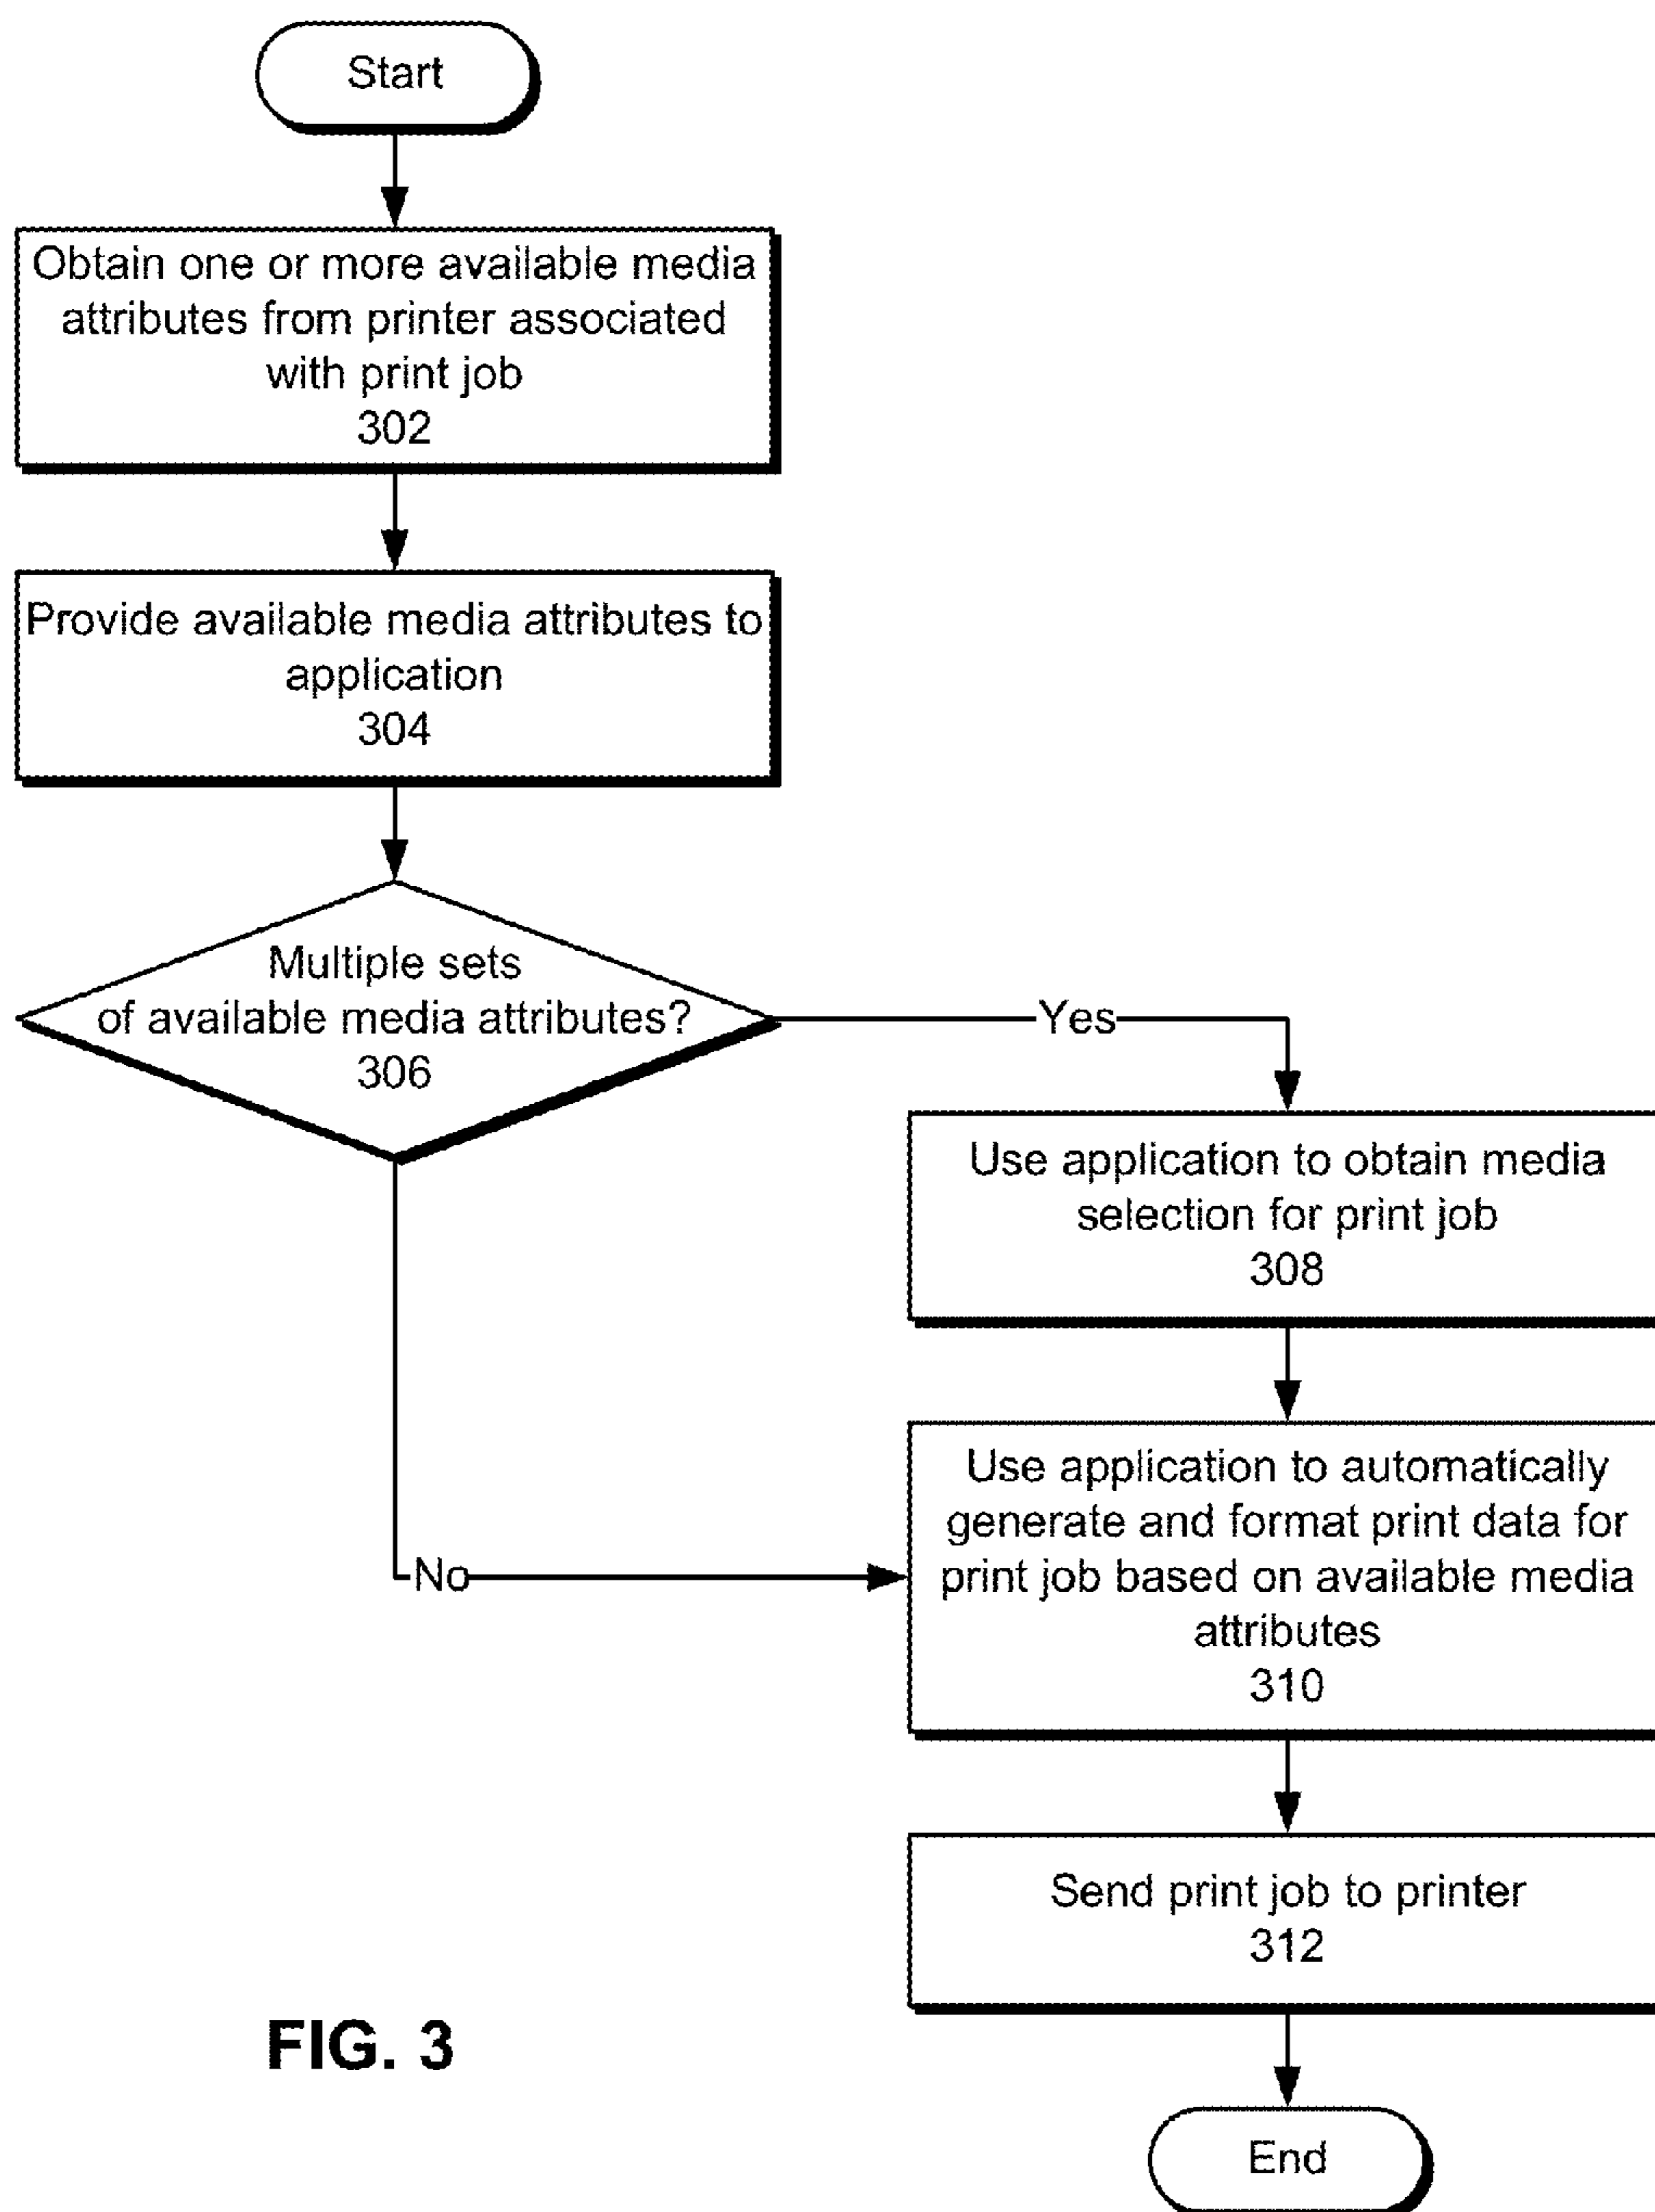 Start
Obtain one or more available media
attributes from printer associated
with print job
302
Provide available media attributes to
application
304
Multiple sets
of available media attributes?
306
Yes
Use application to obtain media
selection for print job
308
Use application to automatically
generate and format print data for
print job based on available media
attributes
310
No
Send print job to printer
312
End
FIG. 3